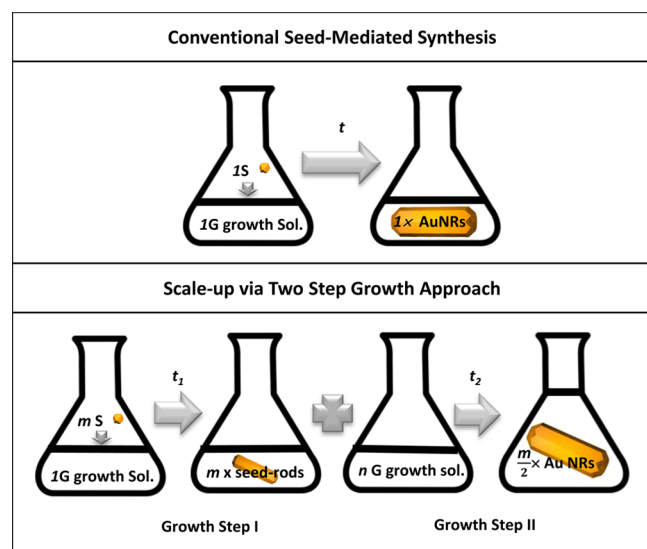 Conventional Seed-Mediated Synthesis
t
1S
1G growth Sol.
1× AuNRs
Scale-up via Two Step Growth Approach
t₁
t₂
m S
1G growth Sol.
m x seed-rods
n G growth sol.
m/2 × Au NRs
Growth Step I
Growth Step II